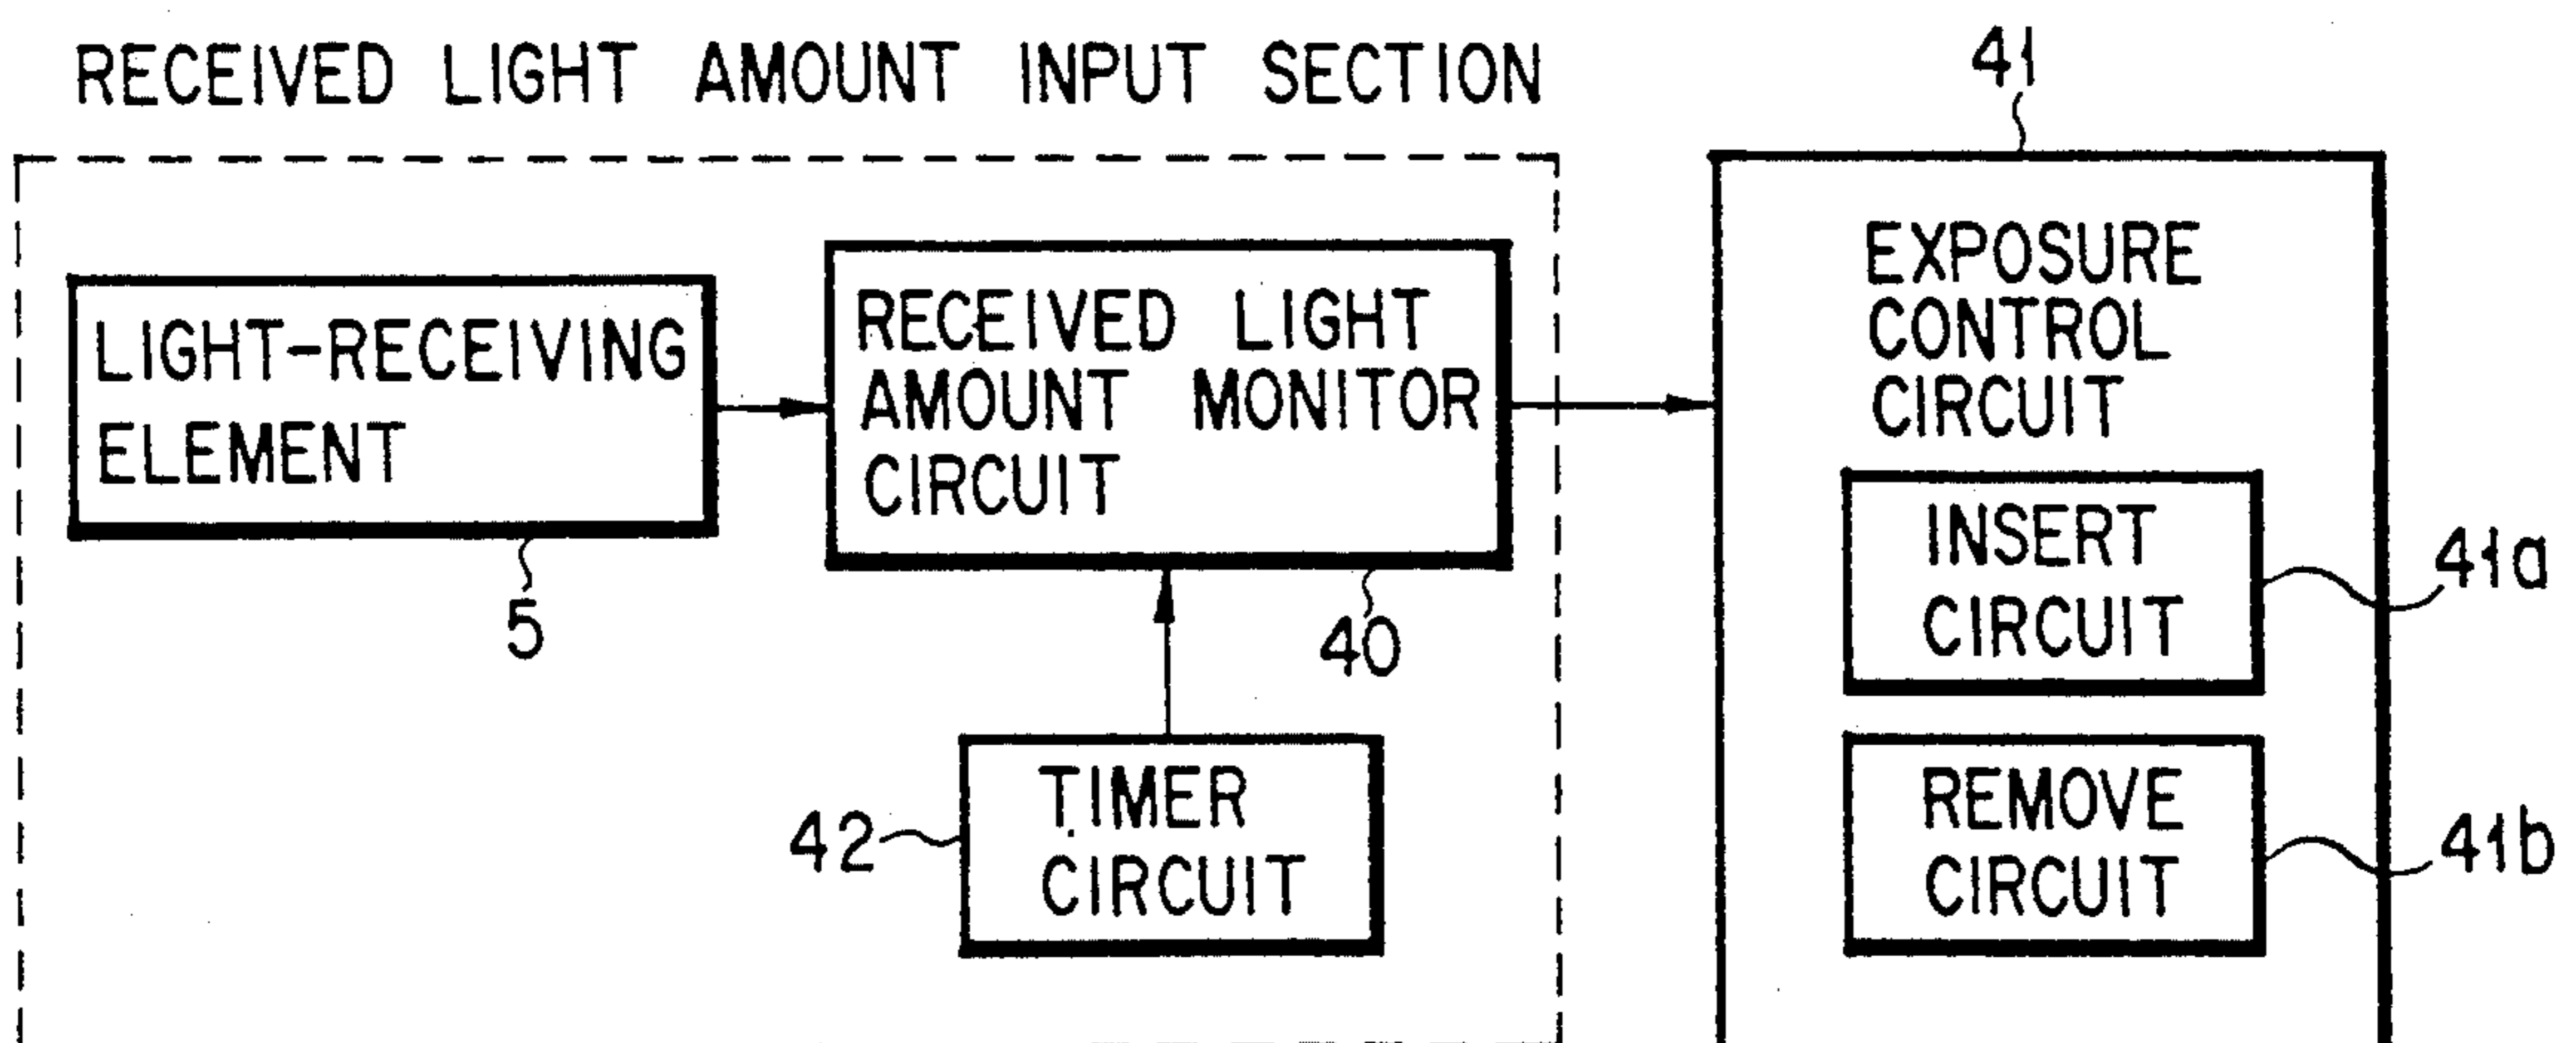 RECEIVED LIGHT AMOUNT INPUT SECTION
41
LIGHT-RECEIVING
ELEMENT
5
RECEIVED LIGHT
AMOUNT MONITOR
CIRCUIT
40
TIMER
CIRCUIT
42
EXPOSURE
CONTROL
CIRCUIT
INSERT
CIRCUIT
41a
REMOVE
CIRCUIT
41b